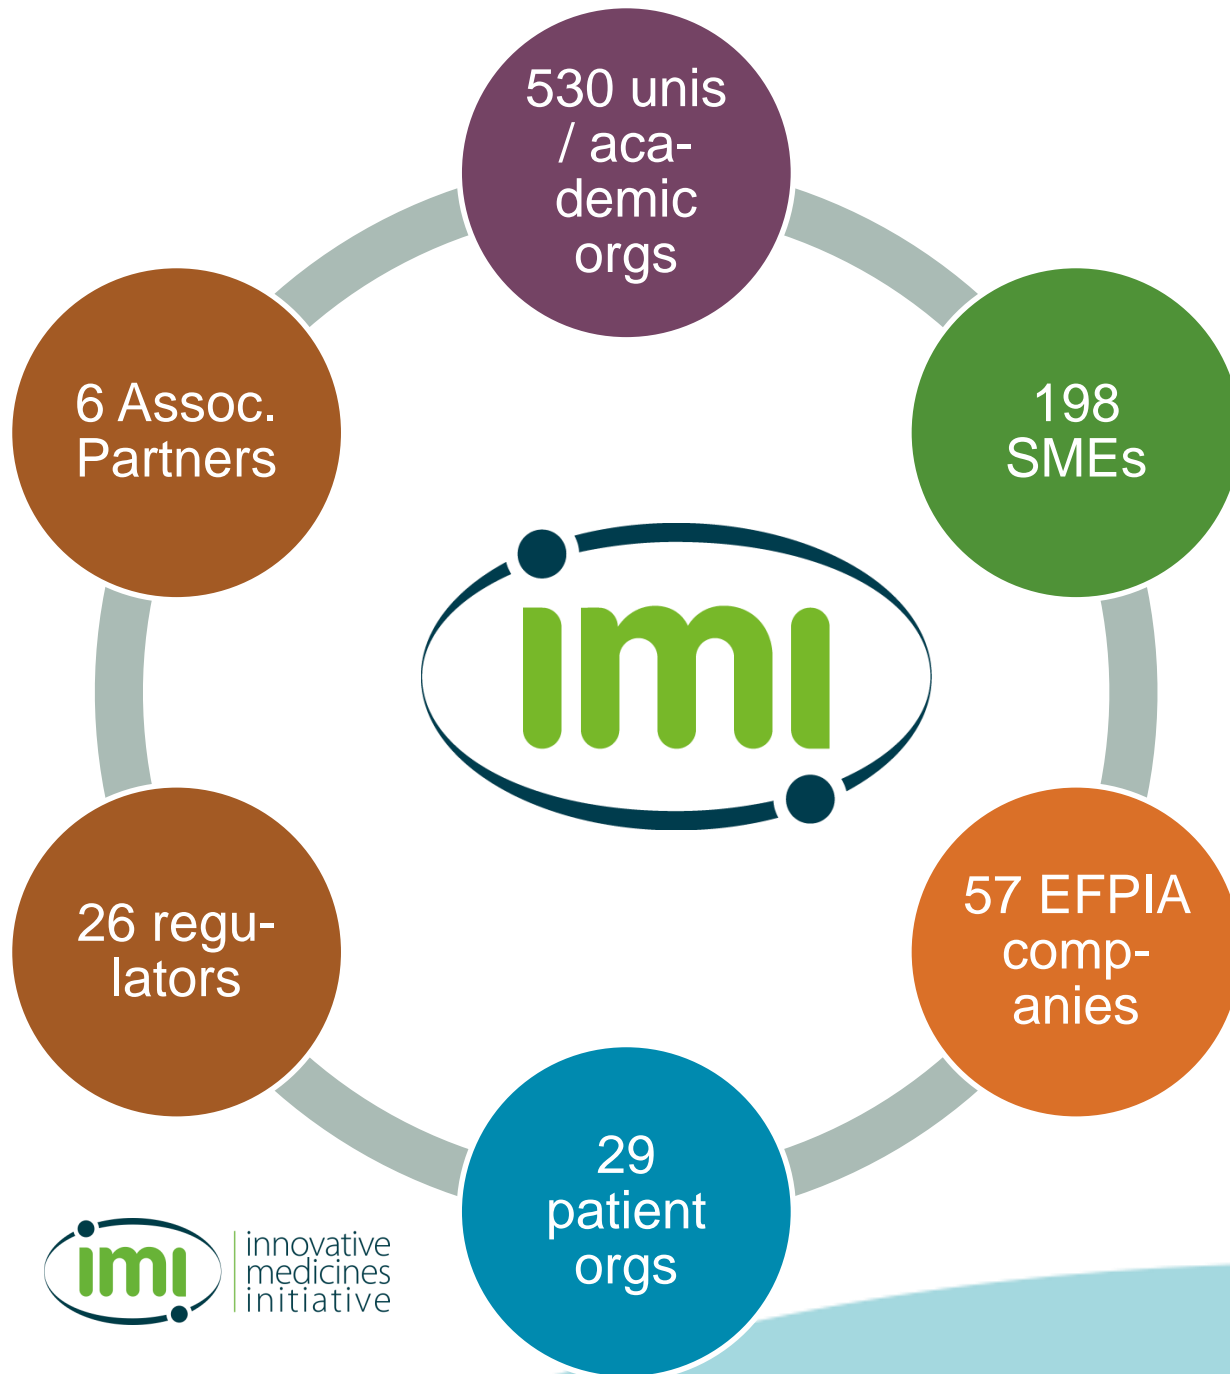 530 unis
/ aca-
demic
orgs
6 Assoc.
Partners
198
SMEs
imi
26 regu-
lators
57 EFPIA
comp-
anies
29
patient
orgs
imi
innovative
medicines
initiative